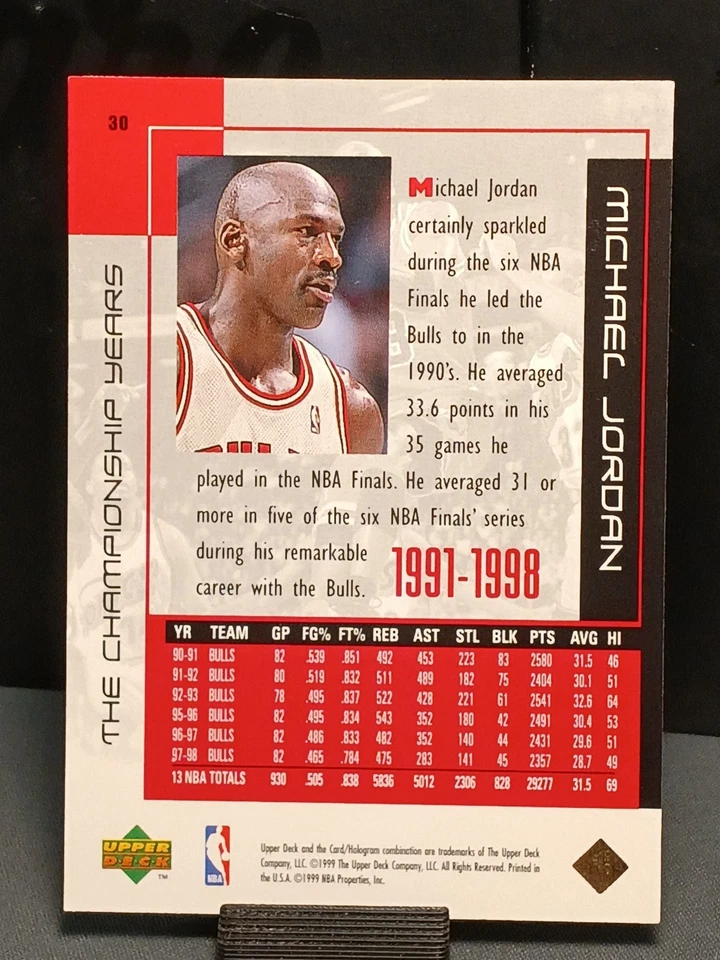 30
THE CHAMPIONSHIP YEARS
MICHAEL JORDAN
Michael Jordan
certainly sparkled
during the six NBA
Finals he led the
Bulls to in the
1990's. He averaged
33.6 points in his
35 games he
played in the NBA Finals. He averaged 31 or
more in five of the six NBA Finals' series
during his remarkable
career with the Bulls.
1991-1998
YR TEAM GP FG% FT% REB AST STL BLK PTS AVG HI
90-91 BULLS 82 .539 .851 492 453 223 83 2580 31.5 46
91-92 BULLS 80 .519 .832 511 489 182 75 2404 30.1 51
92-93 BULLS 78 .495 .837 522 428 221 61 2541 32.6 64
95-96 BULLS 82 .495 .834 543 352 180 42 2491 30.4 53
96-97 BULLS 82 .486 .833 482 352 140 44 2431 29.6 51
97-98 BULLS 82 .465 .784 475 283 141 45 2357 28.7 49
13 NBA TOTALS 930 .505 .838 5836 5012 2306 828 29277 31.5 69
UPPER
DECK
TM
NBA
Upper Deck and the Card/Hologram combination are trademarks of The Upper Deck
Company, LLC. ©1999 The Upper Deck Company, LLC. All Rights Reserved. Printed in
the U.S.A. ©1999 NBA Properties, Inc.